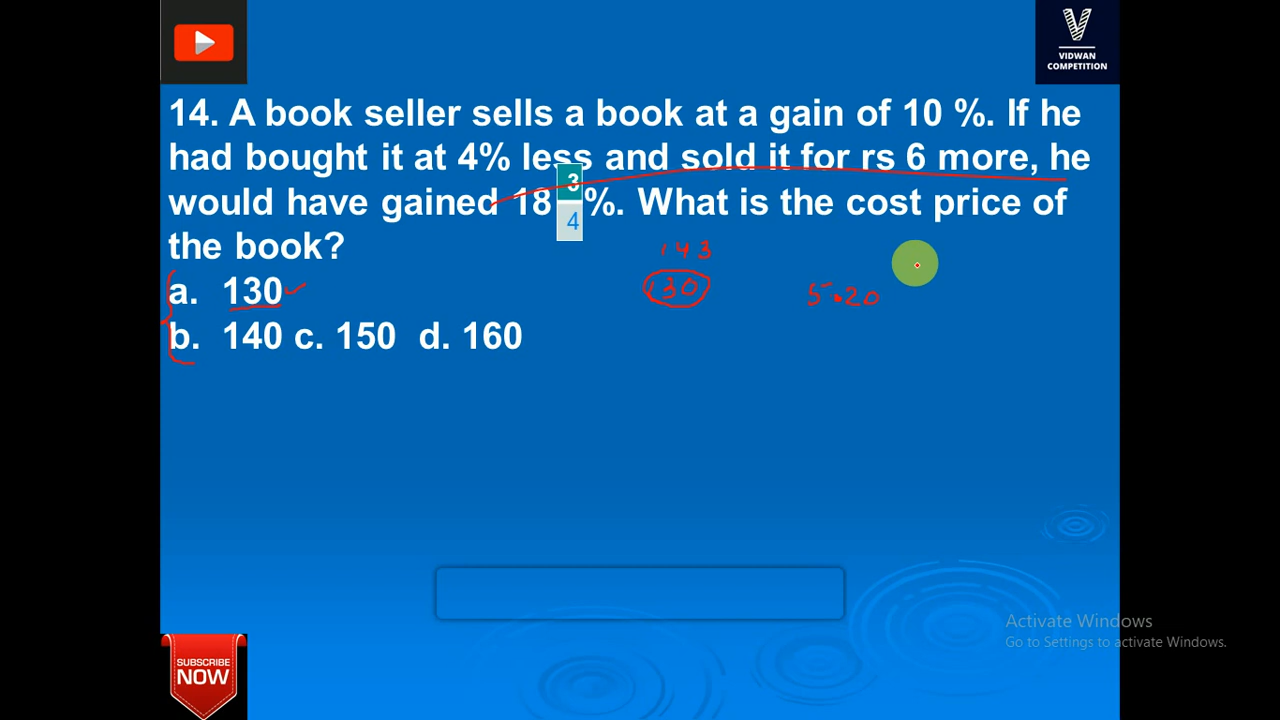 VIDWAN
COMPETITION
14. A book seller sells a book at a gain of 10 %. If he
had bought it at 4% less and sold it for rs 6 more, he
would have gained 18 3/4 %. What is the cost price of
the book?
143
a. 130
130
5.20
b. 140 c. 150 d. 160
Activate Windows
Go to Settings to activate Windows.
SUBSCRIBE
NOW